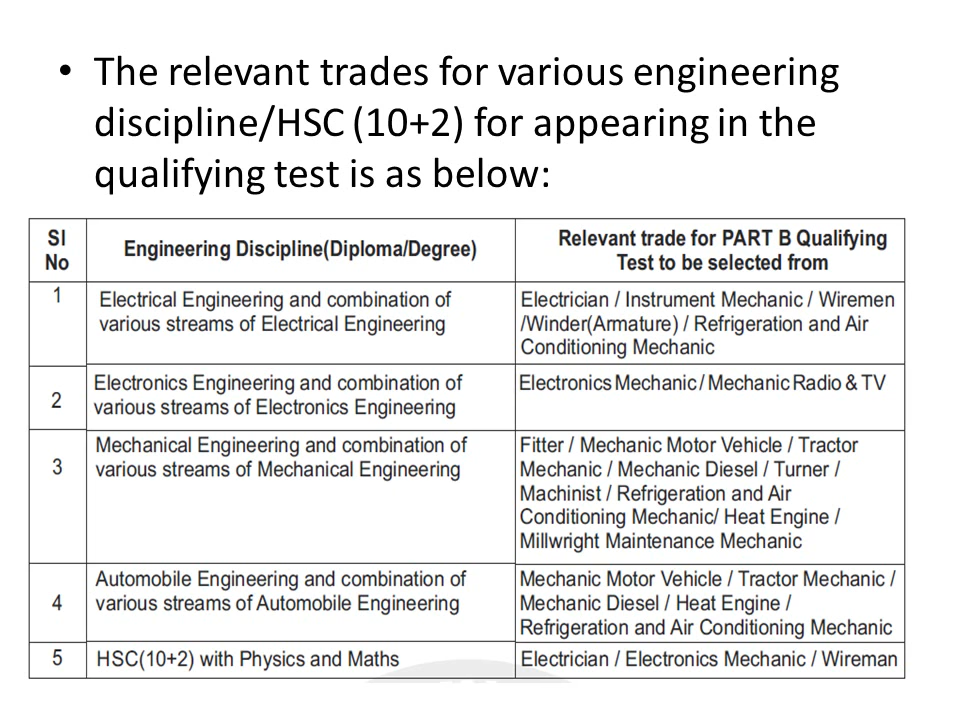 • The relevant trades for various engineering
discipline/HSC (10+2) for appearing in the
qualifying test is as below:
Sl
No
Engineering Discipline(Diploma/Degree)
Relevant trade for PART B Qualifying
Test to be selected from
1
Electrical Engineering and combination of
various streams of Electrical Engineering
Electrician / Instrument Mechanic / Wiremen
/Winder(Armature) / Refrigeration and Air
Conditioning Mechanic
2
Electronics Engineering and combination of
various streams of Electronics Engineering
Electronics Mechanic / Mechanic Radio & TV
3
Mechanical Engineering and combination of
various streams of Mechanical Engineering
Fitter / Mechanic Motor Vehicle / Tractor
Mechanic / Mechanic Diesel / Turner /
Machinist / Refrigeration and Air
Conditioning Mechanic/ Heat Engine /
Millwright Maintenance Mechanic
4
Automobile Engineering and combination of
various streams of Automobile Engineering
Mechanic Motor Vehicle / Tractor Mechanic /
Mechanic Diesel / Heat Engine /
Refrigeration and Air Conditioning Mechanic
5
HSC(10+2) with Physics and Maths
Electrician / Electronics Mechanic / Wireman